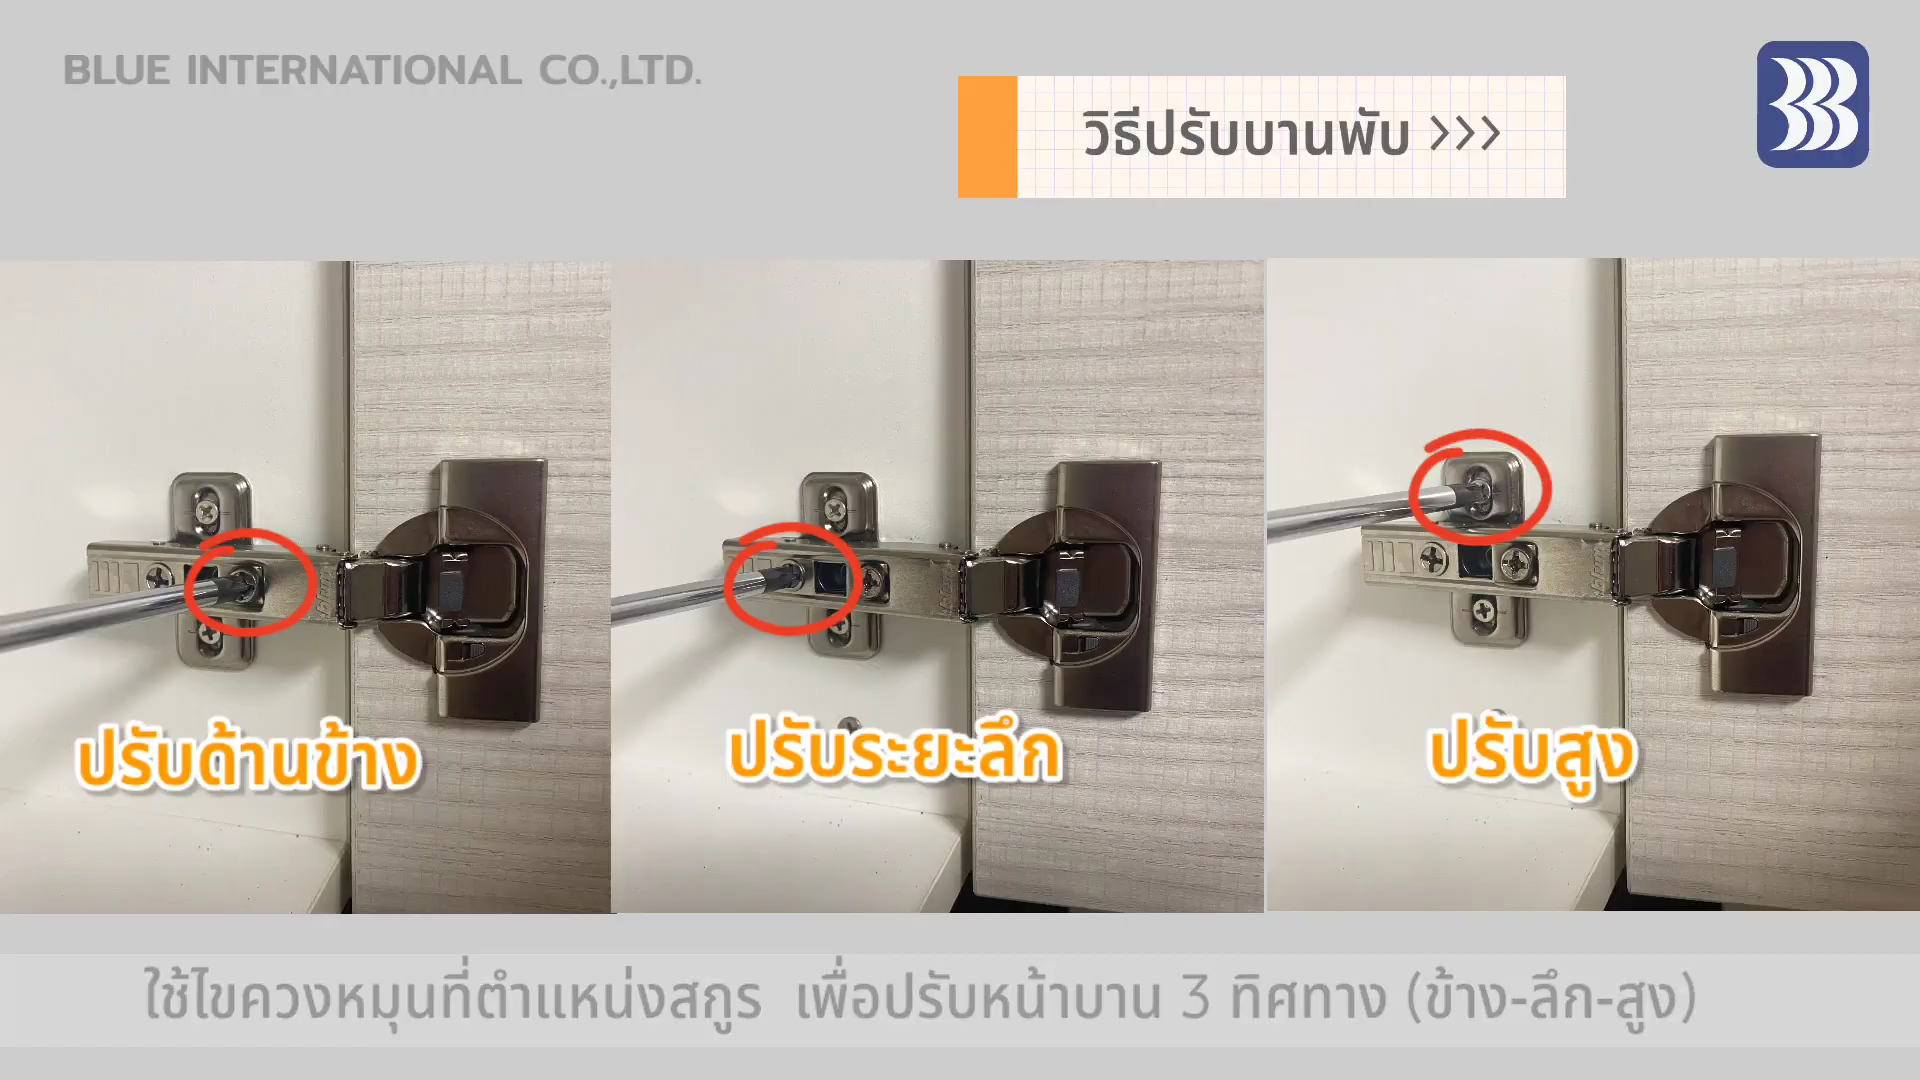 BLUE INTERNATIONAL CO.,LTD.
วิธีปรับบานพับ >>>
ปรับด้านข้าง
ปรับระยะลึก
ปรับสูง
ใช้ไขควงหมุนที่ตำแหน่งสกูร เพื่อปรับหน้าบาน 3 ทิศทาง (ข้าง-ลึก-สูง)